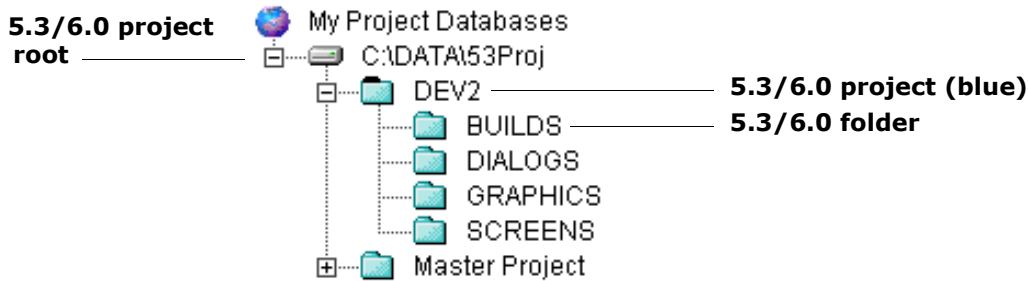 5.3/6.0 project root
My Project Databases
C:\DATA\53Proj
DEV2
5.3/6.0 project (blue)
BUILDS
5.3/6.0 folder
DIALOGS
GRAPHICS
SCREENS
Master Project